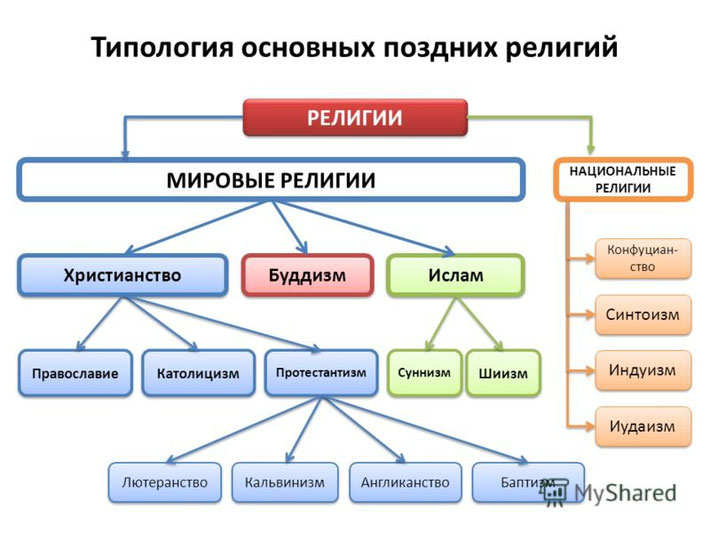 Типология основных поздних религий
РЕЛИГИИ
МИРОВЫЕ РЕЛИГИИ
НАЦИОНАЛЬНЫЕ
РЕЛИГИИ
Христианство
Буддизм
Ислам
Конфуциан-
ство
Синтоизм
Индуизм
Иудаизм
Православие
Католицизм
Протестантизм
Суннизм
Шиизм
Лютеранство
Кальвинизм
Англиканство
Баптизм
MyShared